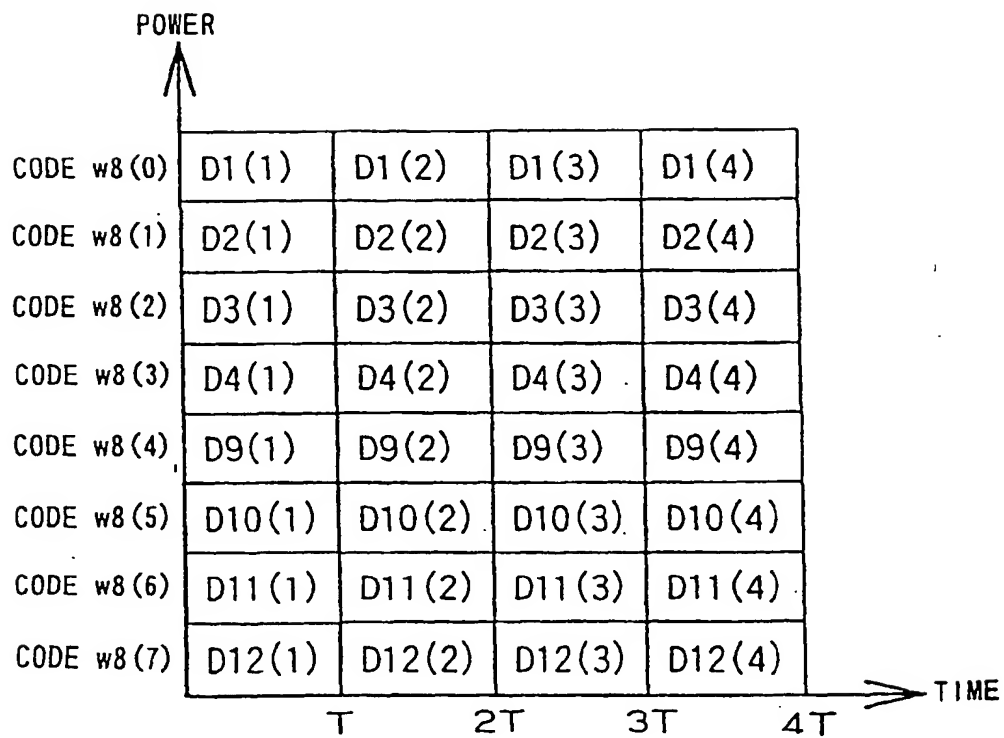 POWER
CODE w8(0) D1(1) D1(2) D1(3) D1(4)
CODE w8(1) D2(1) D2(2) D2(3) D2(4)
CODE w8(2) D3(1) D3(2) D3(3) D3(4)
CODE w8(3) D4(1) D4(2) D4(3) D4(4)
CODE w8(4) D9(1) D9(2) D9(3) D9(4)
CODE w8(5) D10(1) D10(2) D10(3) D10(4)
CODE w8(6) D11(1) D11(2) D11(3) D11(4)
CODE w8(7) D12(1) D12(2) D12(3) D12(4)
TIME
T 2T 3T 4T